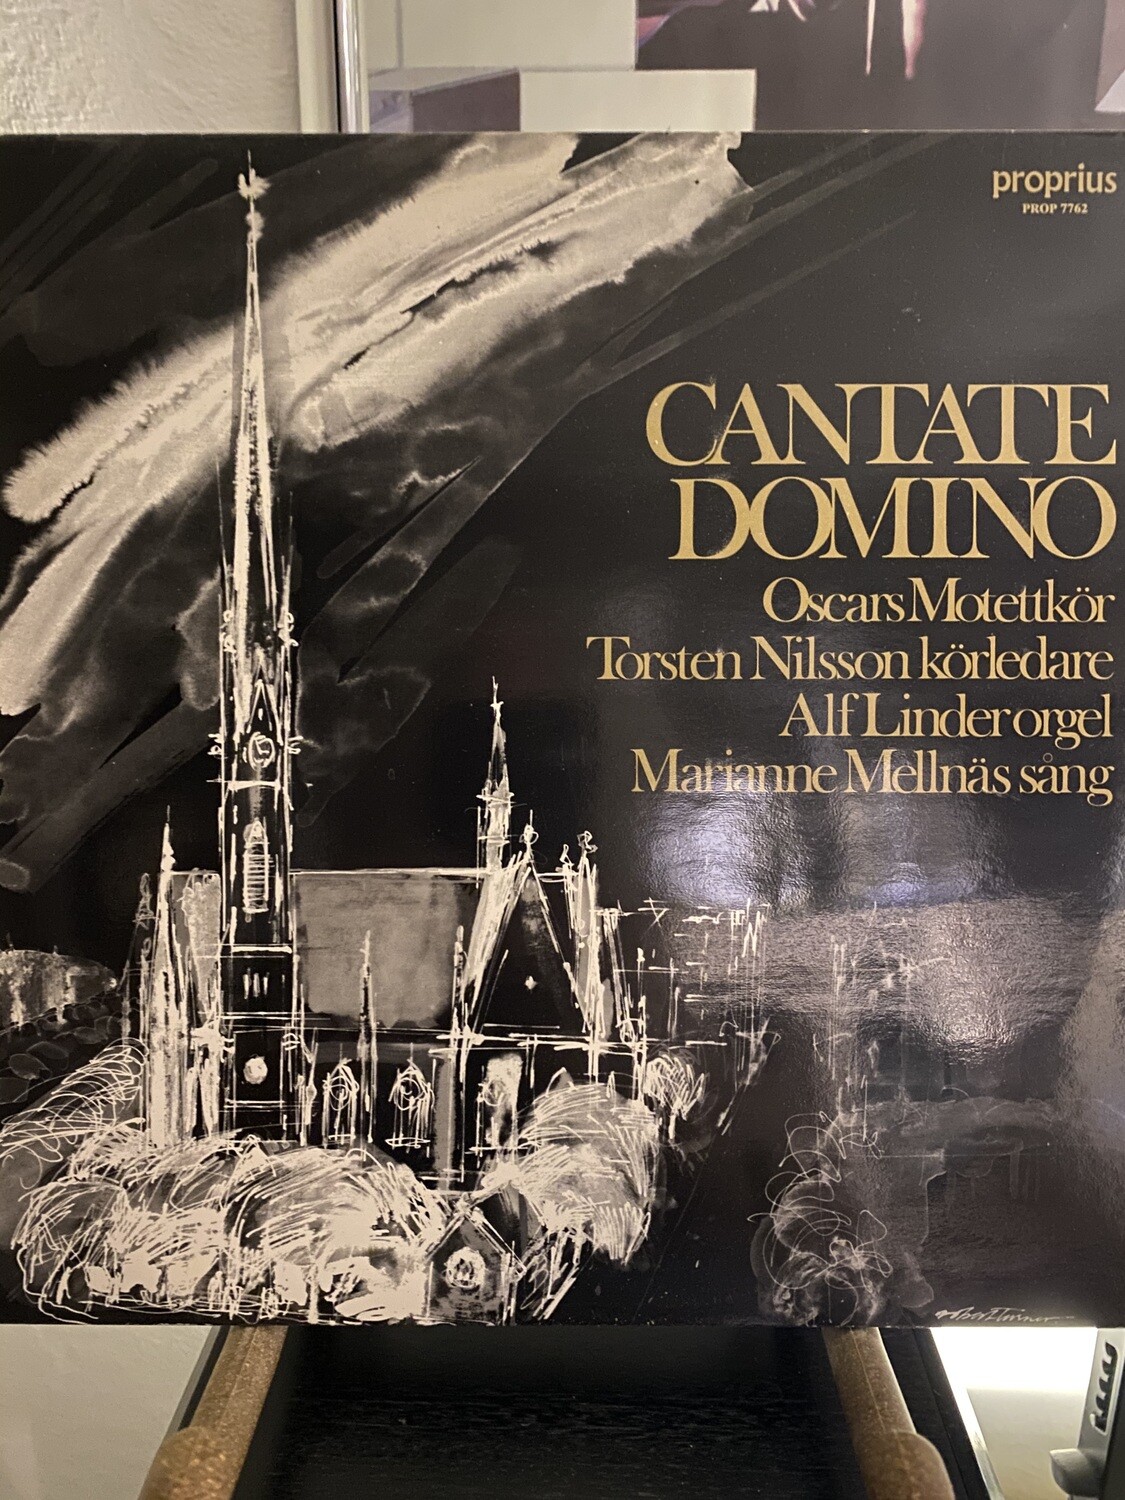 proprius
PROP 7762
CANTATE
DOMINO
Oscars Motettkör
Torsten Nilsson körledare
Alf Linder orgel
Marianne Mellnäs sång